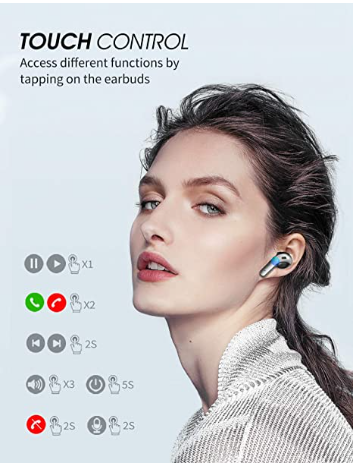 TOUCH CONTROL
Access different functions by
tapping on the earbuds
X1
X2
2S
X3 5S
2S 2S